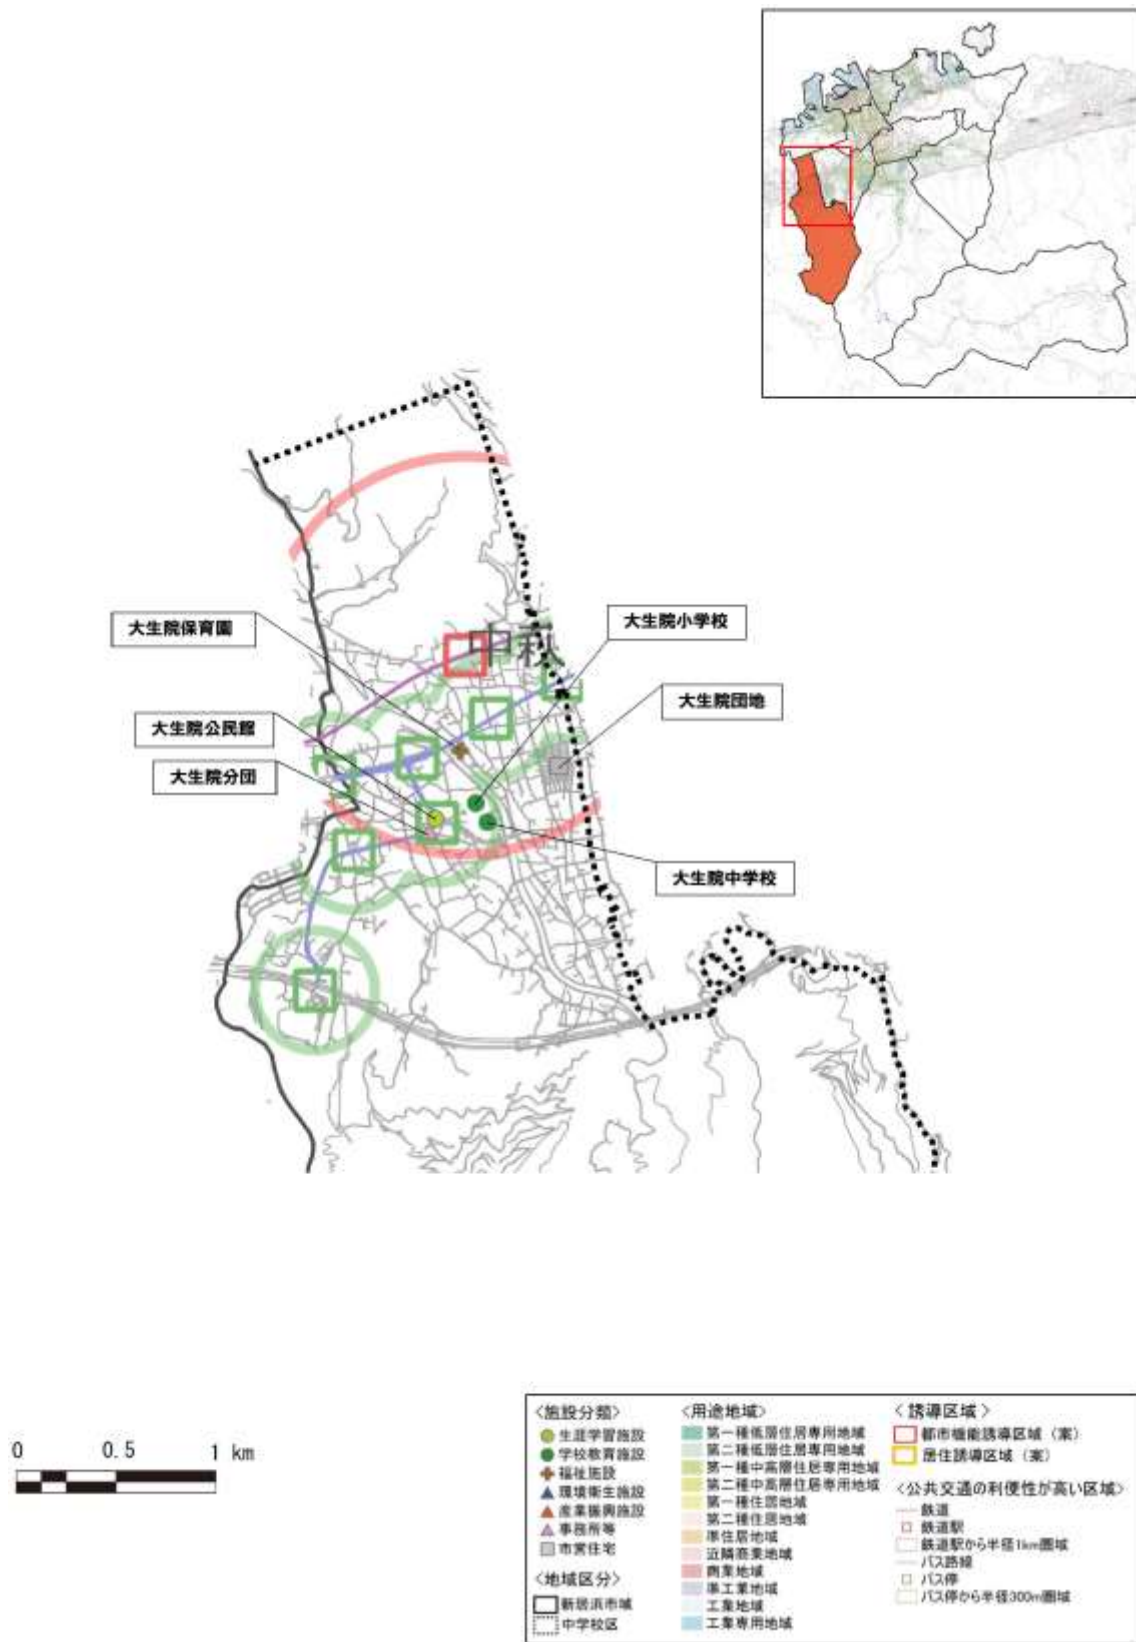 中萩
大生院保育園
大生院小学校
大生院団地
大生院公民館
大生院分団
大生院中学校
0 0.5 1 km
〈施設分類〉
生涯学習施設
学校教育施設
福祉施設
環境衛生施設
産業振興施設
事務所等
市営住宅
〈地域区分〉
新居浜市域
中学校区
〈用途地域〉
第一種低層住居専用地域
第二種低層住居専用地域
第一種中高層住居専用地域
第二種中高層住居専用地域
第一種住居地域
第二種住居地域
準住居地域
近隣商業地域
商業地域
準工業地域
工業地域
工業専用地域
〈誘導区域〉
都市機能誘導区域（案）
居住誘導区域（案）
〈公共交通の利便性が高い区域〉
鉄道
鉄道駅
鉄道駅から半径1km圏域
バス路線
バス停
バス停から半径300m圏域